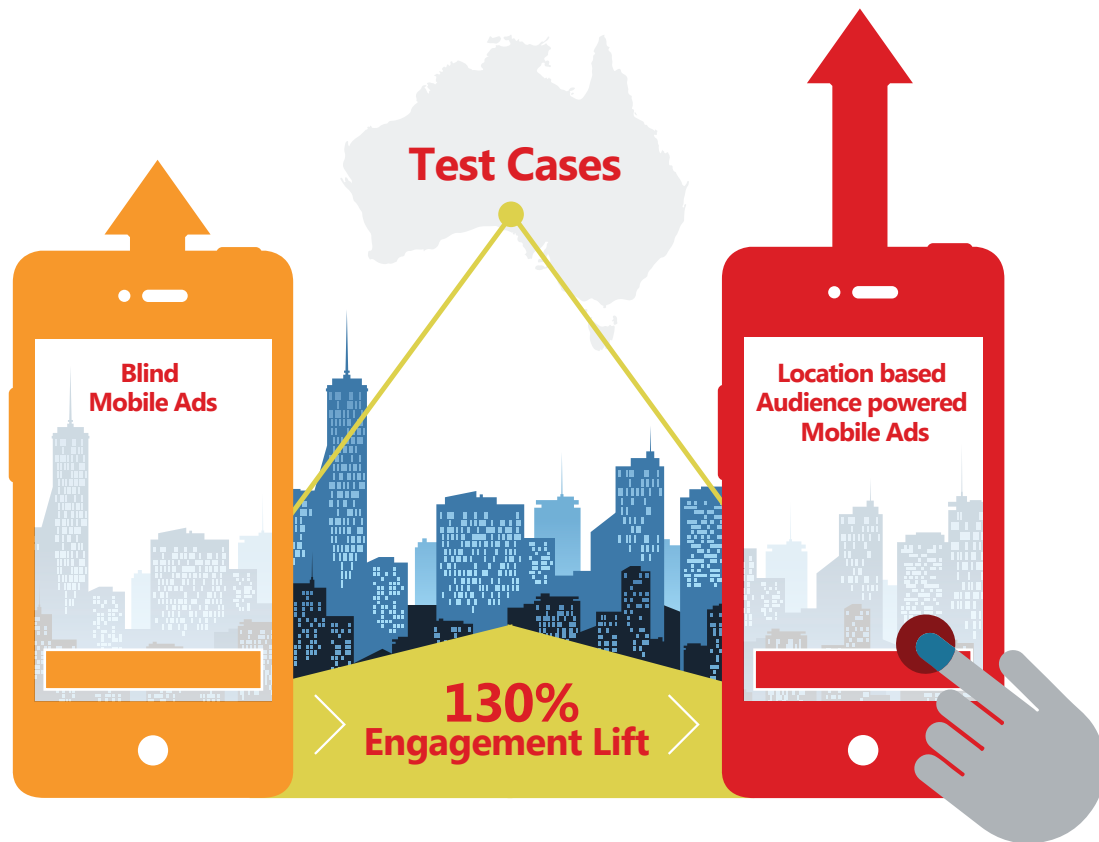 Test Cases
Blind
Mobile Ads
Location based
Audience powered
Mobile Ads
130%
Engagement Lift